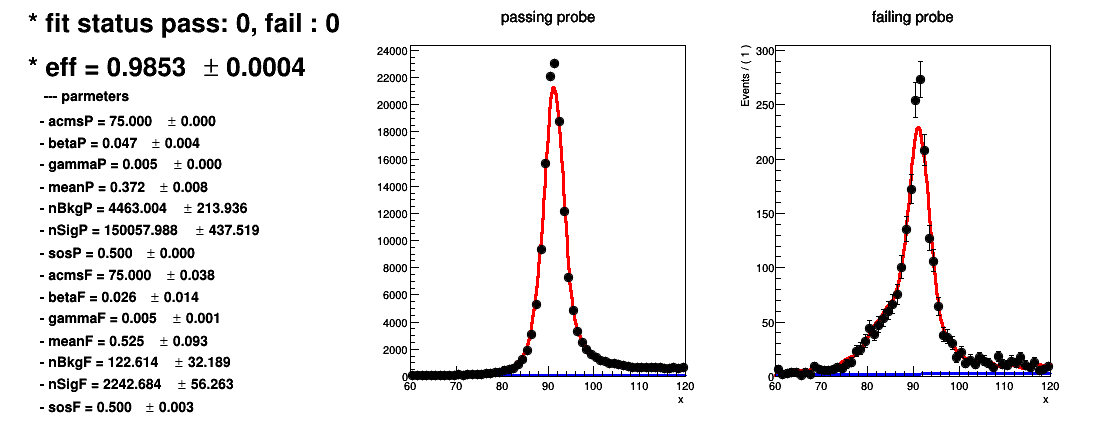 * fit status pass: 0, fail : 0
* eff = 0.9853 ± 0.0004
--- parmeters
- acmsP = 75.000 ± 0.000
- betaP = 0.047 ± 0.004
- gammaP = 0.005 ± 0.000
- meanP = 0.372 ± 0.008
- nBkgP = 4463.004 ± 213.936
- nSigP = 150057.988 ± 437.519
- sosP = 0.500 ± 0.000
- acmsF = 75.000 ± 0.038
- betaF = 0.026 ± 0.014
- gammaF = 0.005 ± 0.001
- meanF = 0.525 ± 0.093
- nBkgF = 122.614 ± 32.189
- nSigF = 2242.684 ± 56.263
- sosF = 0.500 ± 0.003
passing probe
24000
22000
20000
18000
16000
14000
12000
10000
8000
6000
4000
2000
0
60 70 80 90 100 110 120
x
failing probe
Events / ( 1 )
300
250
200
150
100
50
0
60 70 80 90 100 110 120
x